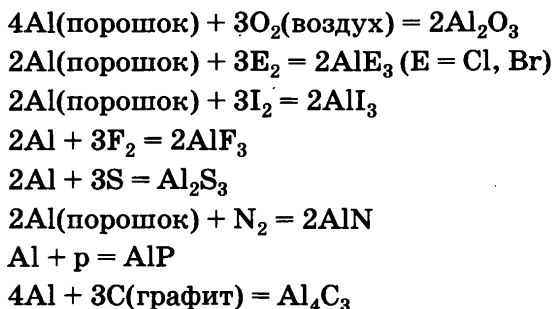 4Al(порошок) + 3O₂(воздух) = 2Al₂O₃
2Al(порошок) + 3E₂ = 2AlE₃ (E = Cl, Br)
2Al(порошок) + 3I₂ = 2AlI₃
2Al + 3F₂ = 2AlF₃
2Al + 3S = Al₂S₃
2Al(порошок) + N₂ = 2AlN
Al + p = AlP
4Al + 3C(графит) = Al₄C₃